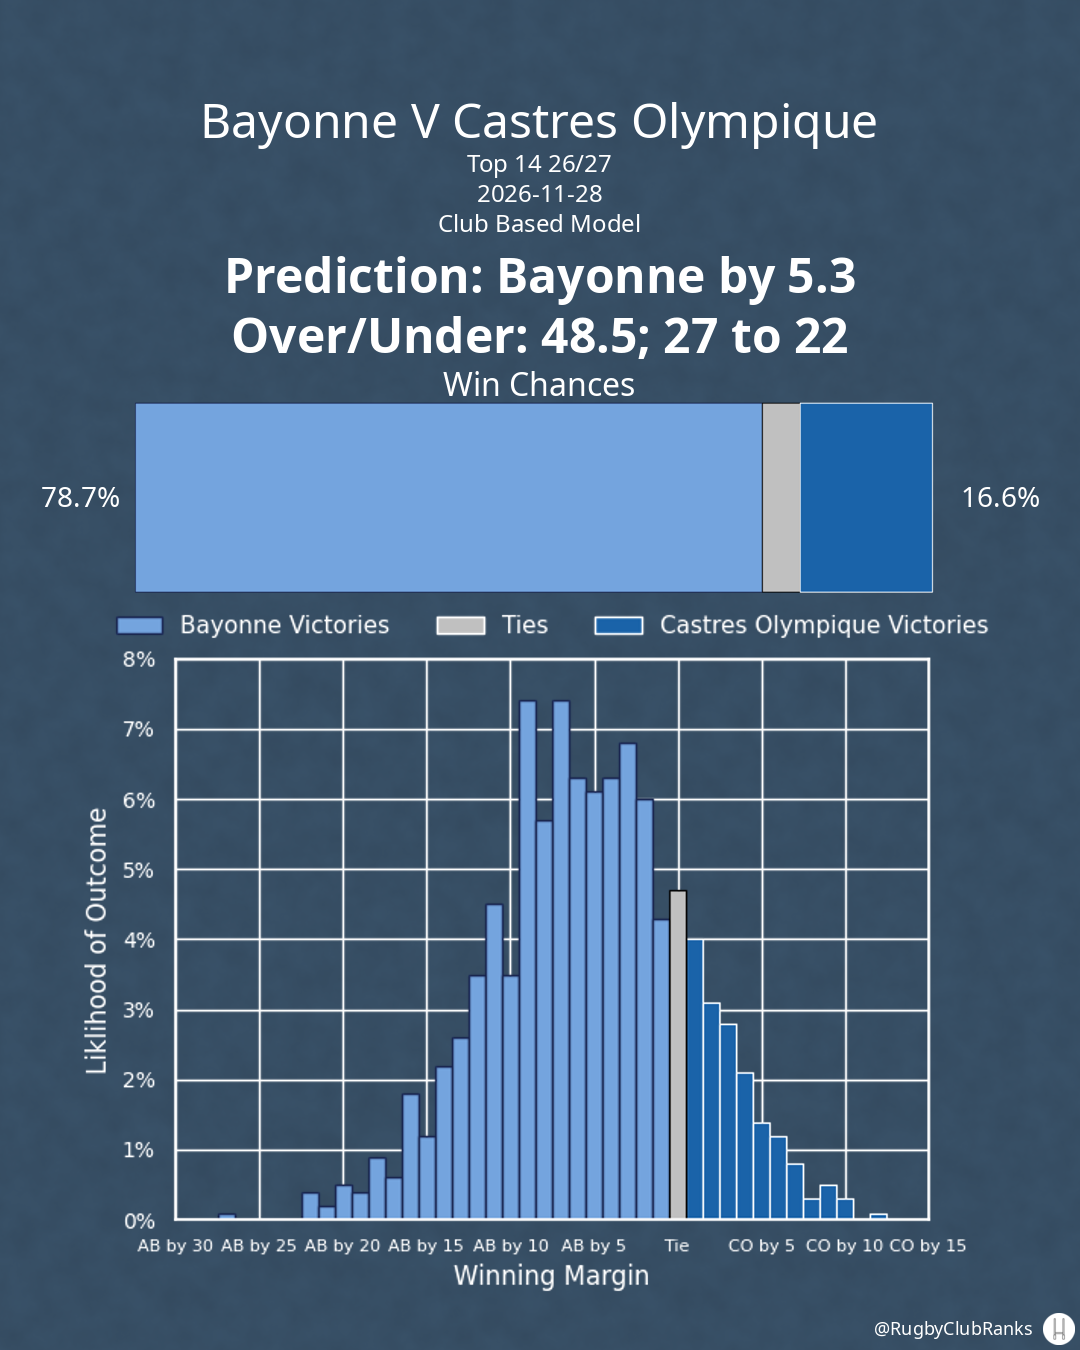 Bayonne V Castres Olympique
Top 14 26/27
2026-11-28
Club Based Model
Prediction: Bayonne by 5.3
Over/Under: 48.5; 27 to 22
Win Chances
78.7%
16.6%
Bayonne Victories Ties Castres Olympique Victories
8%
7%
6%
5%
4%
3%
2%
1%
0%
Liklihood of Outcome
AB by 30 AB by 25 AB by 20 AB by 15 AB by 10 AB by 5 Tie CO by 5 CO by 10 CO by 15
Winning Margin
@RugbyClubRanks